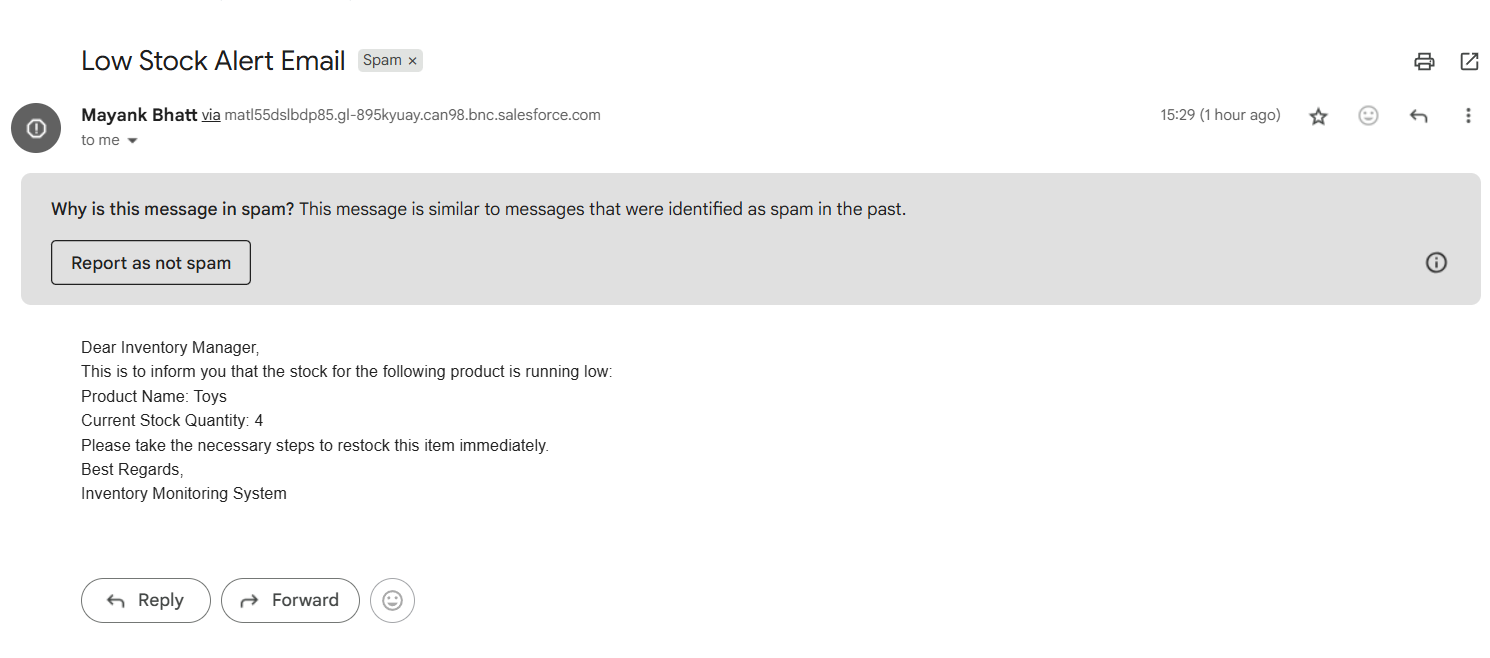 Low Stock Alert Email Spam ×
Mayank Bhatt via matl55dslbdp85.gl-895kyuay.can98.bnc.salesforce.com 15:29 (1 hour ago)
to me
Why is this message in spam? This message is similar to messages that were identified as spam in the past.
Report as not spam
Dear Inventory Manager,
This is to inform you that the stock for the following product is running low:
Product Name: Toys
Current Stock Quantity: 4
Please take the necessary steps to restock this item immediately.
Best Regards,
Inventory Monitoring System
Reply Forward